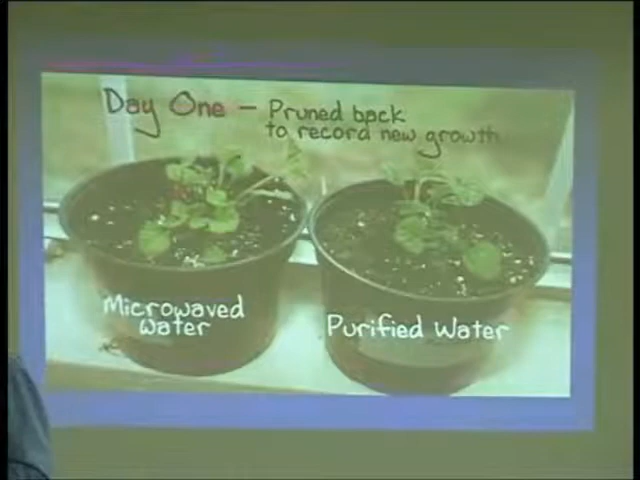 Day One – Pruned back
to record new growth
Microwaved
Water
Purified Water